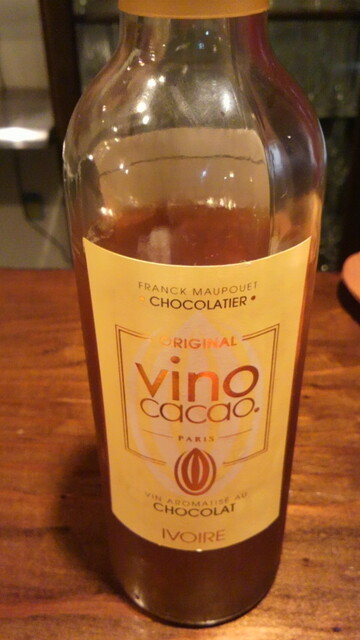 FRANCK MAUPOUET
• CHOCOLATIER •
ORIGINAL
vino
cacao.
PARIS
VIN AROMATISÉ AU
CHOCOLAT
IVOIRE